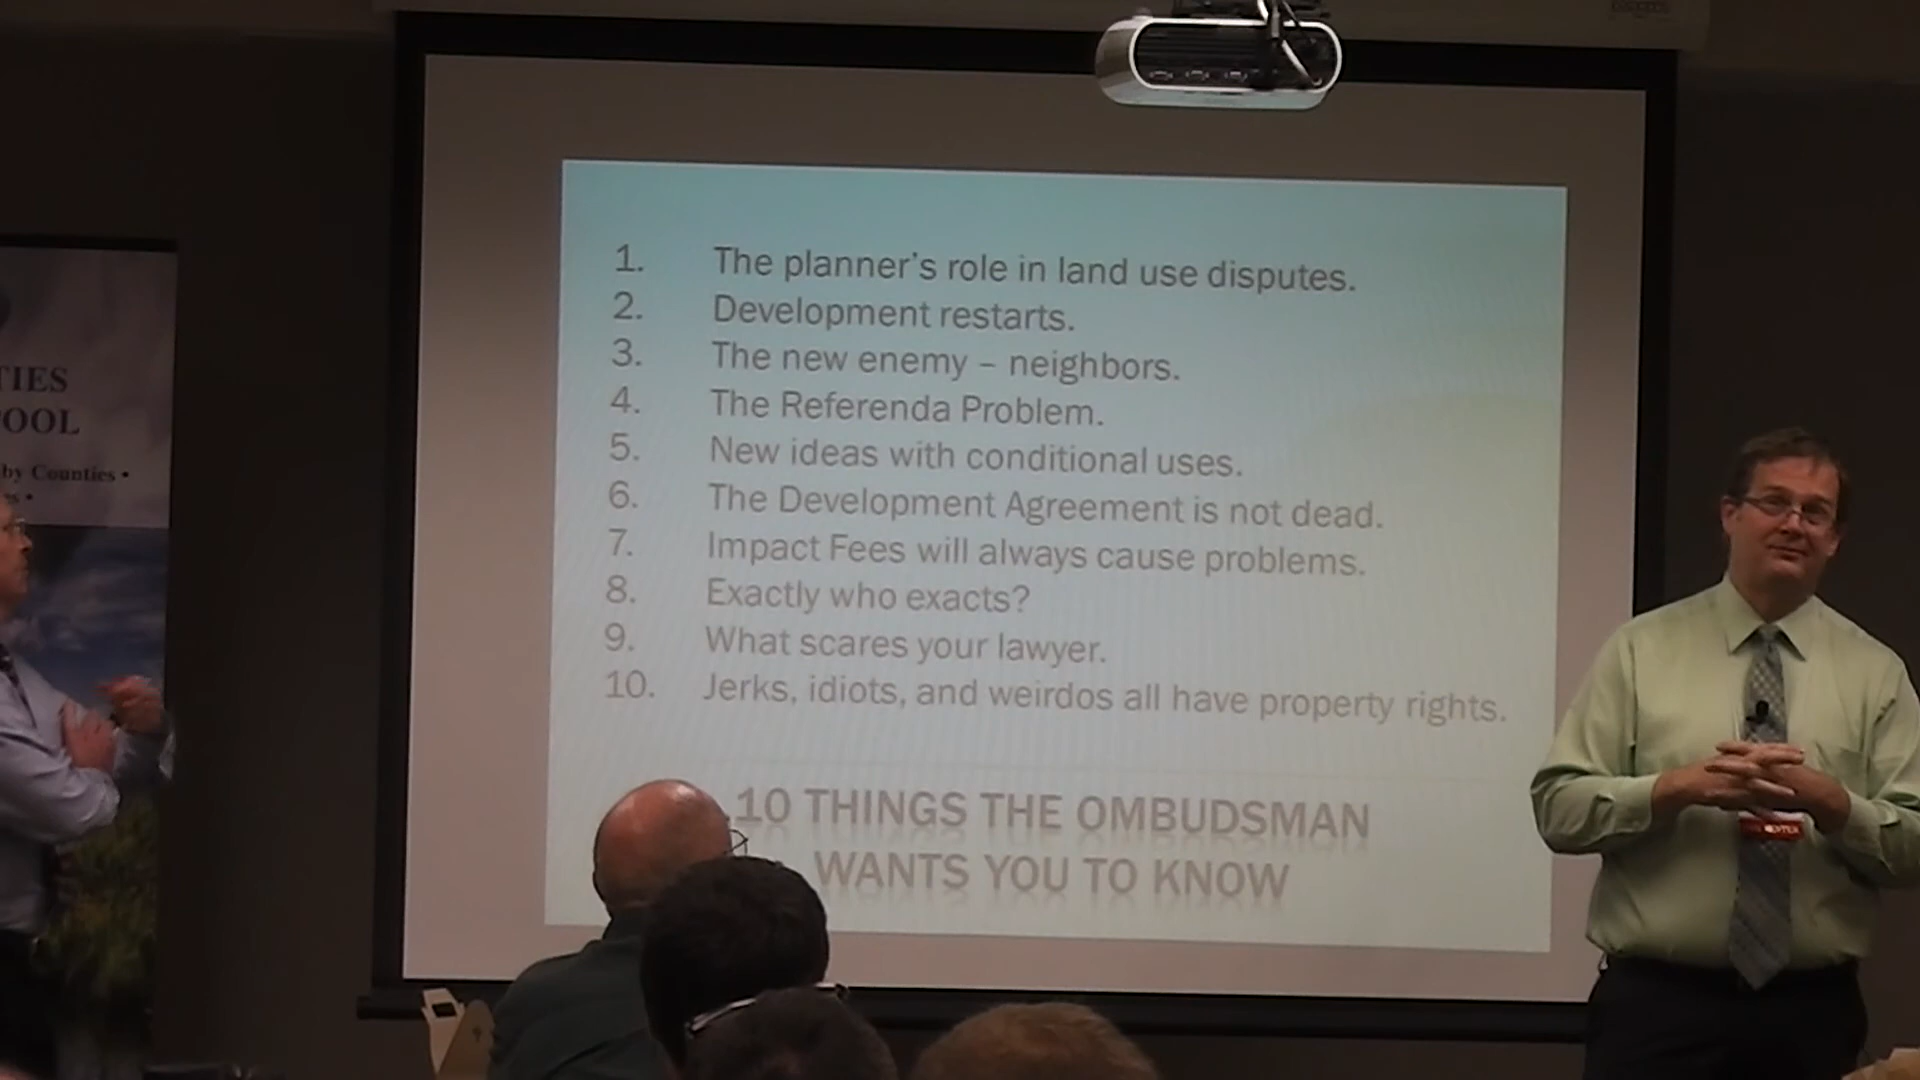 TIES
OOL
by Counties •
1. The planner's role in land use disputes.
2. Development restarts.
3. The new enemy – neighbors.
4. The Referenda Problem.
5. New ideas with conditional uses.
6. The Development Agreement is not dead.
7. Impact Fees will always cause problems.
8. Exactly who exacts?
9. What scares your lawyer.
10. Jerks, idiots, and weirdos all have property rights.
10 THINGS THE OMBUDSMAN
WANTS YOU TO KNOW